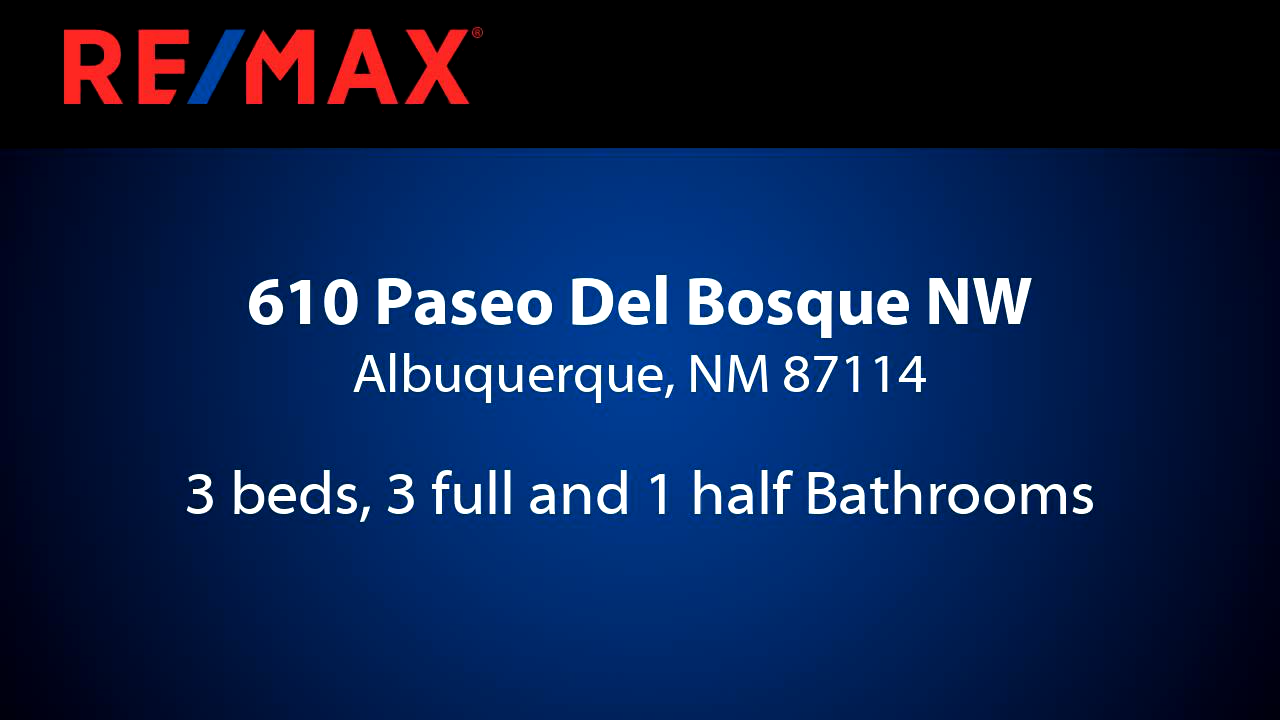 RE/MAX®
610 Paseo Del Bosque NW
Albuquerque, NM 87114
3 beds, 3 full and 1 half Bathrooms